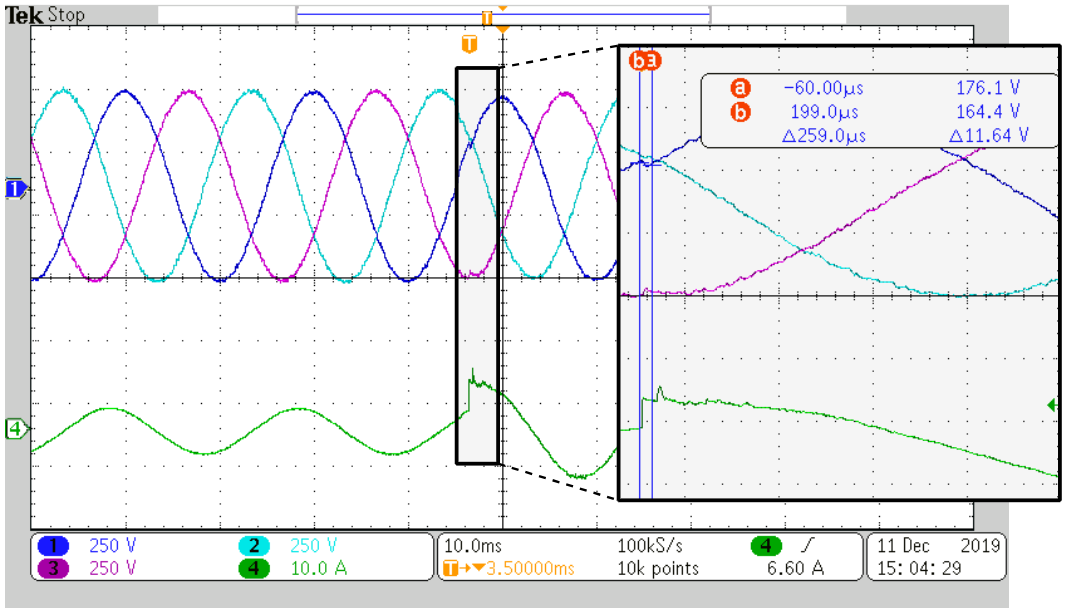 Tek Stop
T
T
b a
a -60.00µs 176.1 V
b 199.0µs 164.4 V
Δ259.0µs Δ11.64 V
1
4
1 250 V 2 250 V
3 250 V 4 10.0 A
10.0ms 100kS/s 4 /
T→▼3.50000ms 10k points 6.60 A
11 Dec 2019
15:04:29